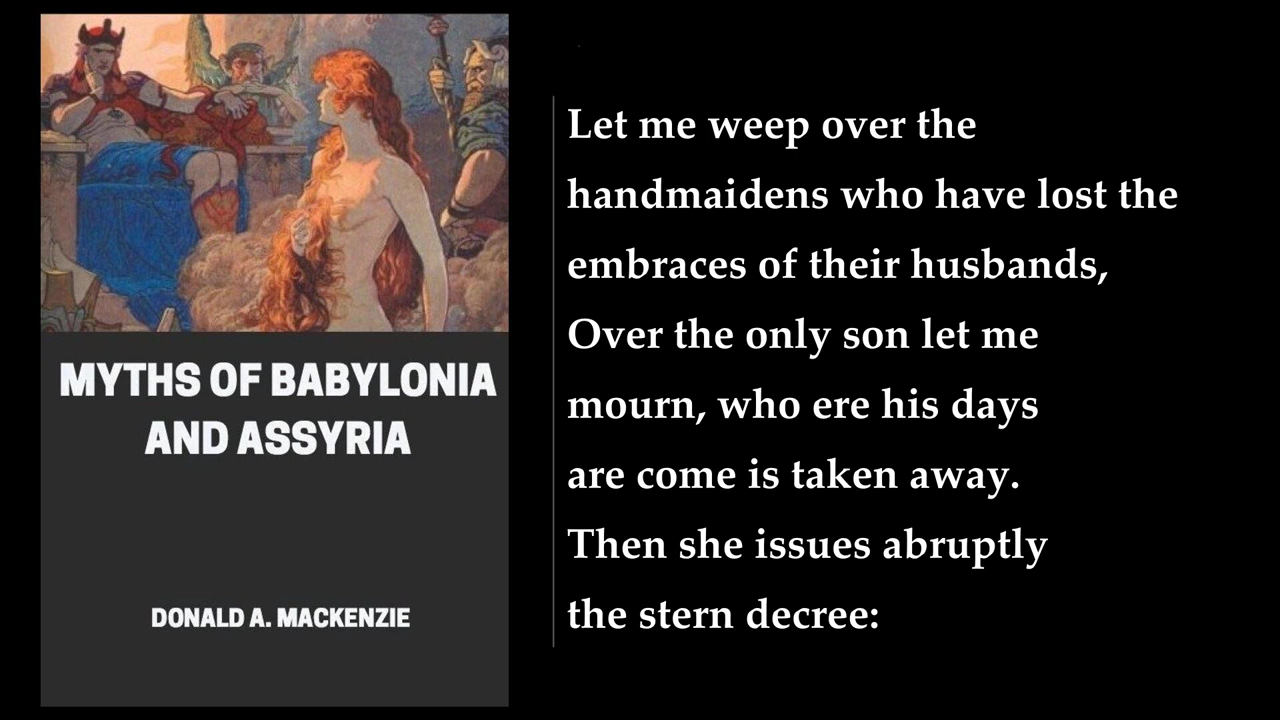 MYTHS OF BABYLONIA
AND ASSYRIA
DONALD A. MACKENZIE
Let me weep over the
handmaidens who have lost the
embraces of their husbands,
Over the only son let me
mourn, who ere his days
are come is taken away.
Then she issues abruptly
the stern decree: